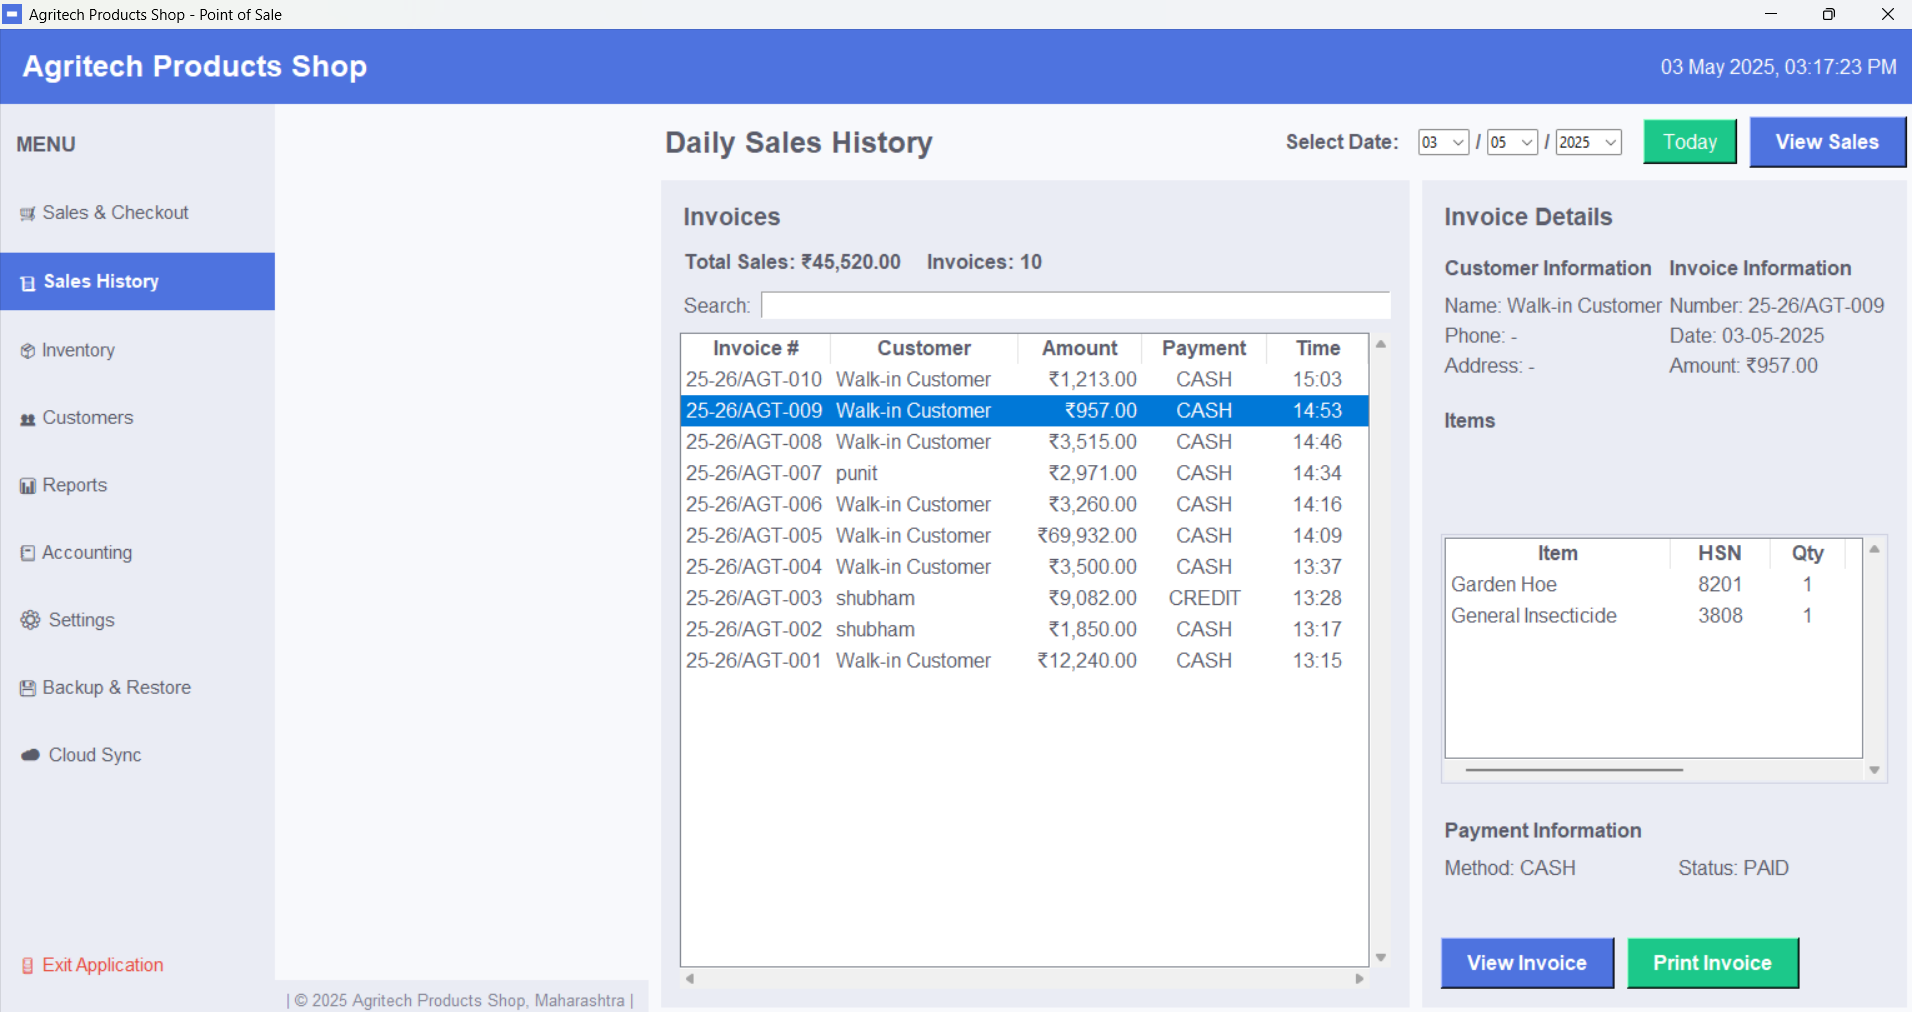 Agritech Products Shop - Point of Sale
Agritech Products Shop
03 May 2025, 03:17:23 PM
MENU
Sales & Checkout
Sales History
Inventory
Customers
Reports
Accounting
Settings
Backup & Restore
Cloud Sync
Exit Application
| © 2025 Agritech Products Shop, Maharashtra |
Daily Sales History
Select Date: 03 / 05 / 2025 Today View Sales
Invoices
Total Sales: ₹45,520.00 Invoices: 10
Search:
Invoice # Customer Amount Payment Time
25-26/AGT-010 Walk-in Customer ₹1,213.00 CASH 15:03
25-26/AGT-009 Walk-in Customer ₹957.00 CASH 14:53
25-26/AGT-008 Walk-in Customer ₹3,515.00 CASH 14:46
25-26/AGT-007 punit ₹2,971.00 CASH 14:34
25-26/AGT-006 Walk-in Customer ₹3,260.00 CASH 14:16
25-26/AGT-005 Walk-in Customer ₹69,932.00 CASH 14:09
25-26/AGT-004 Walk-in Customer ₹3,500.00 CASH 13:37
25-26/AGT-003 shubham ₹9,082.00 CREDIT 13:28
25-26/AGT-002 shubham ₹1,850.00 CASH 13:17
25-26/AGT-001 Walk-in Customer ₹12,240.00 CASH 13:15
Invoice Details
Customer Information Invoice Information
Name: Walk-in Customer Number: 25-26/AGT-009
Phone: - Date: 03-05-2025
Address: - Amount: ₹957.00
Items
Item HSN Qty
Garden Hoe 8201 1
General Insecticide 3808 1
Payment Information
Method: CASH Status: PAID
View Invoice Print Invoice